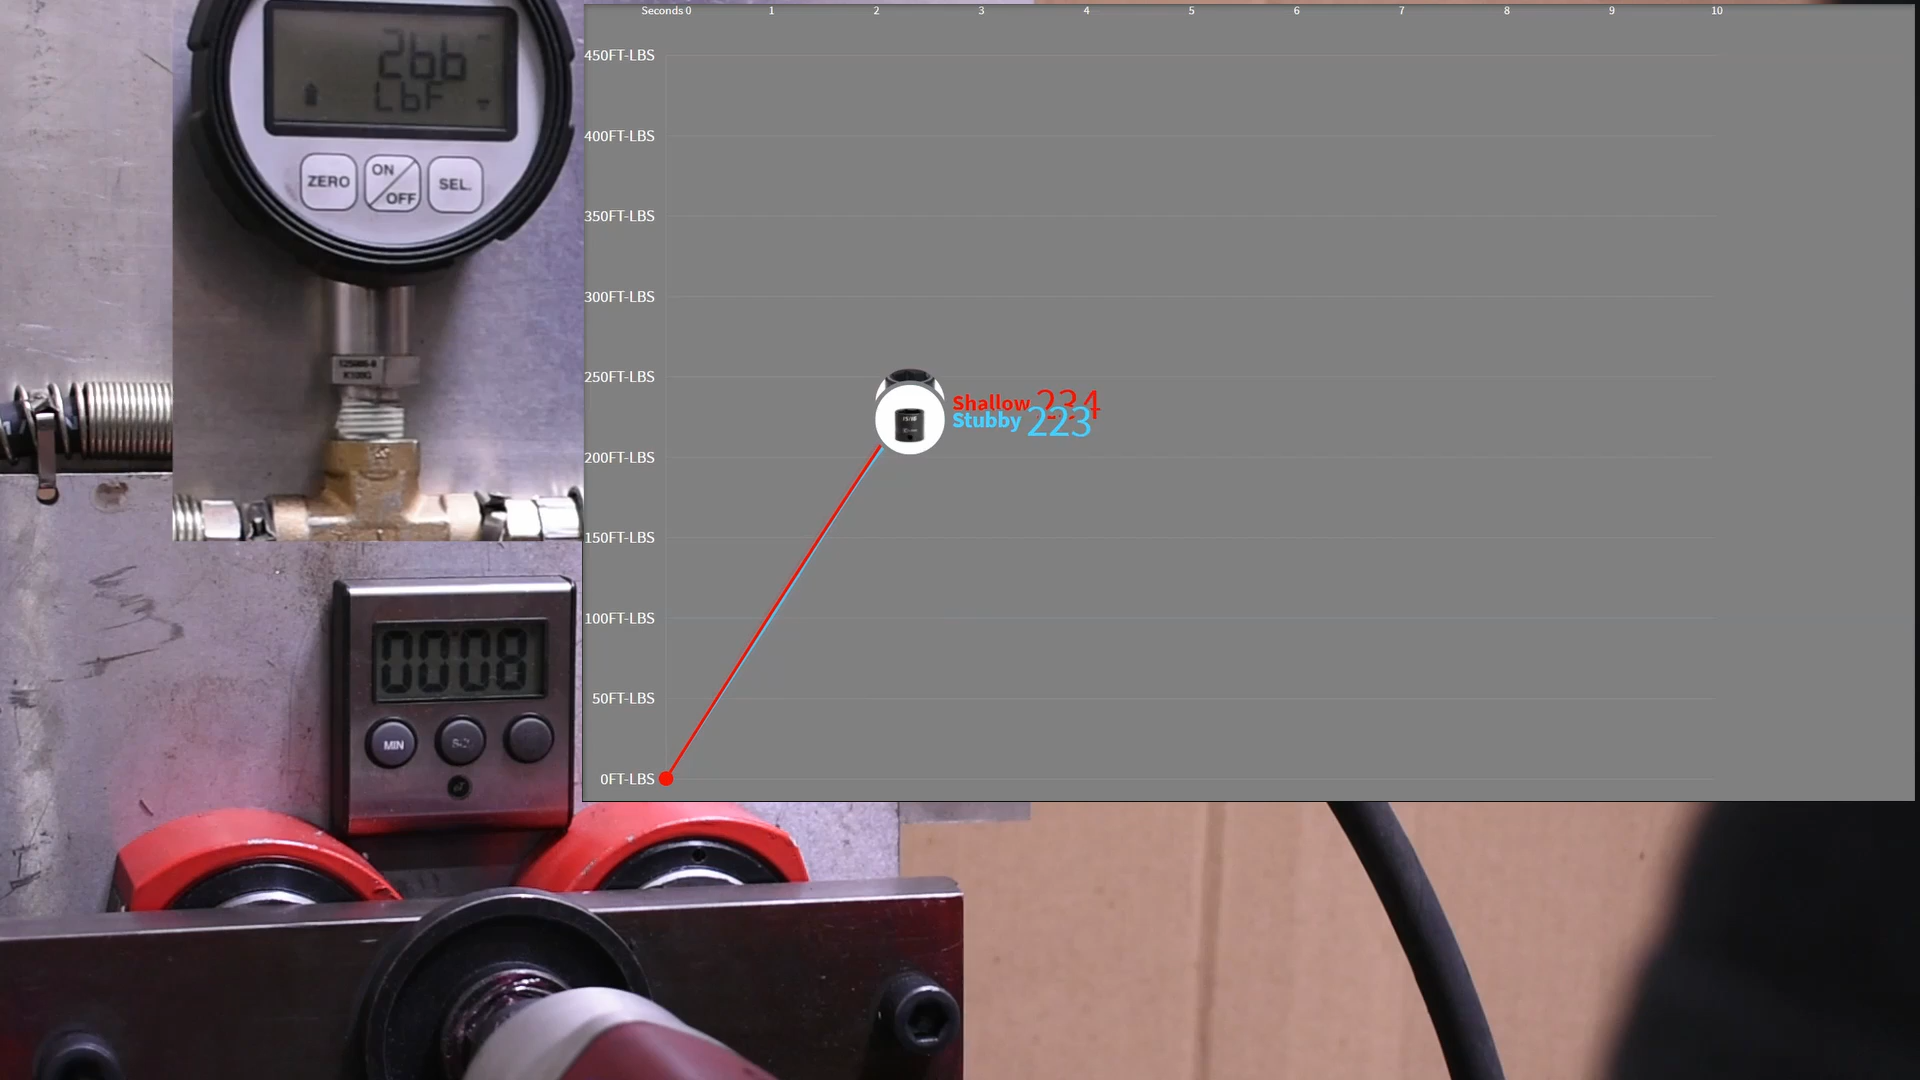 266
LbF
ZERO
ON
OFF
SEL.
0008
MIN
Seconds 0 1 2 3 4 5 6 7 8 9 10
450FT-LBS
400FT-LBS
350FT-LBS
300FT-LBS
250FT-LBS
200FT-LBS
150FT-LBS
100FT-LBS
50FT-LBS
0FT-LBS
Shallow 234
Stubby 223
15/16